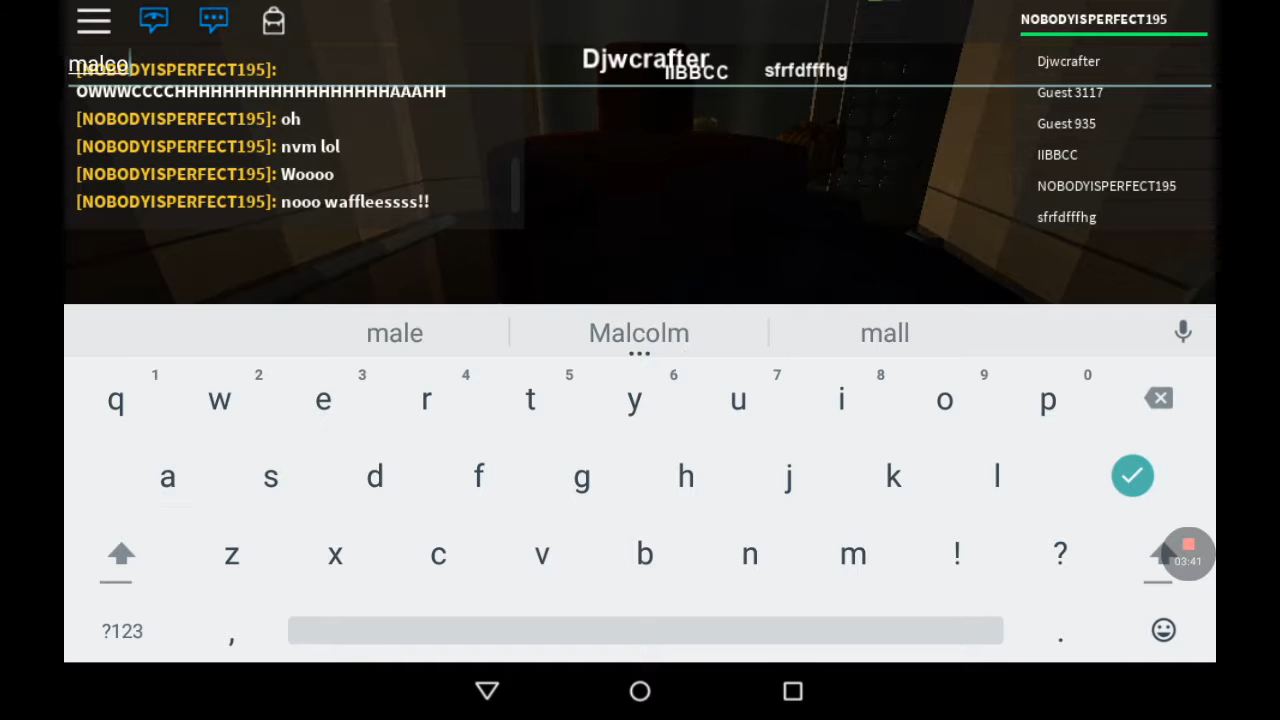 NOBODYISPERFECT195
malco
Djwcrafter
IIBBCC
sfrfdfffhg
[NOBODYISPERFECT195]:
OWWWCCCCHHHHHHHHHHHHHHHHHHHAAAHH
[NOBODYISPERFECT195]: oh
[NOBODYISPERFECT195]: nvm lol
[NOBODYISPERFECT195]: Woooo
[NOBODYISPERFECT195]: nooo waffleessss!!
Djwcrafter
Guest 3117
Guest 935
IIBBCC
NOBODYISPERFECT195
sfrfdfffhg
male Malcolm mall
1 2 3 4 5 6 7 8 9 0
q w e r t y u i o p
a s d f g h j k l
z x c v b n m ! ?
03:41
?123 , .